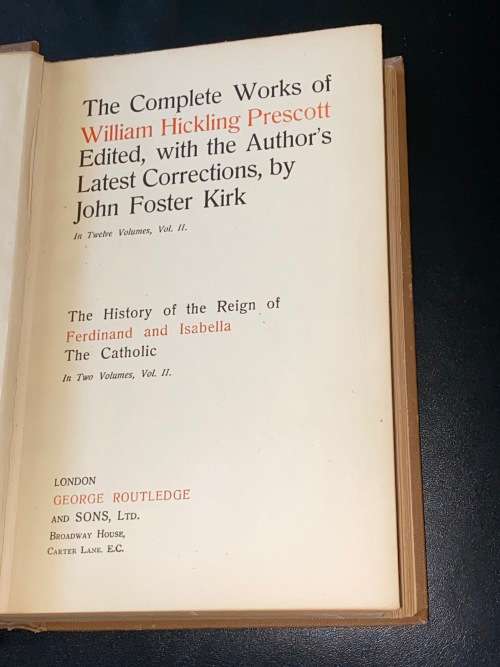 The Complete Works of
William Hickling Prescott
Edited, with the Author's
Latest Corrections, by
John Foster Kirk
In Twelve Volumes, Vol. II.
The History of the Reign of
Ferdinand and Isabella
The Catholic
In Two Volumes, Vol. II.
LONDON
GEORGE ROUTLEDGE
AND SONS, LTD.
BROADWAY HOUSE,
CARTER LANE. E.C.